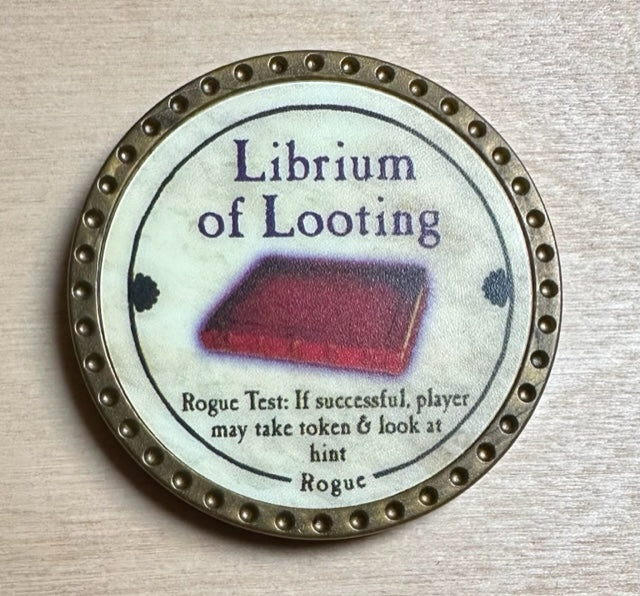 Librium
of Looting
Rogue Test: If successful, player
may take token & look at
hint
Rogue